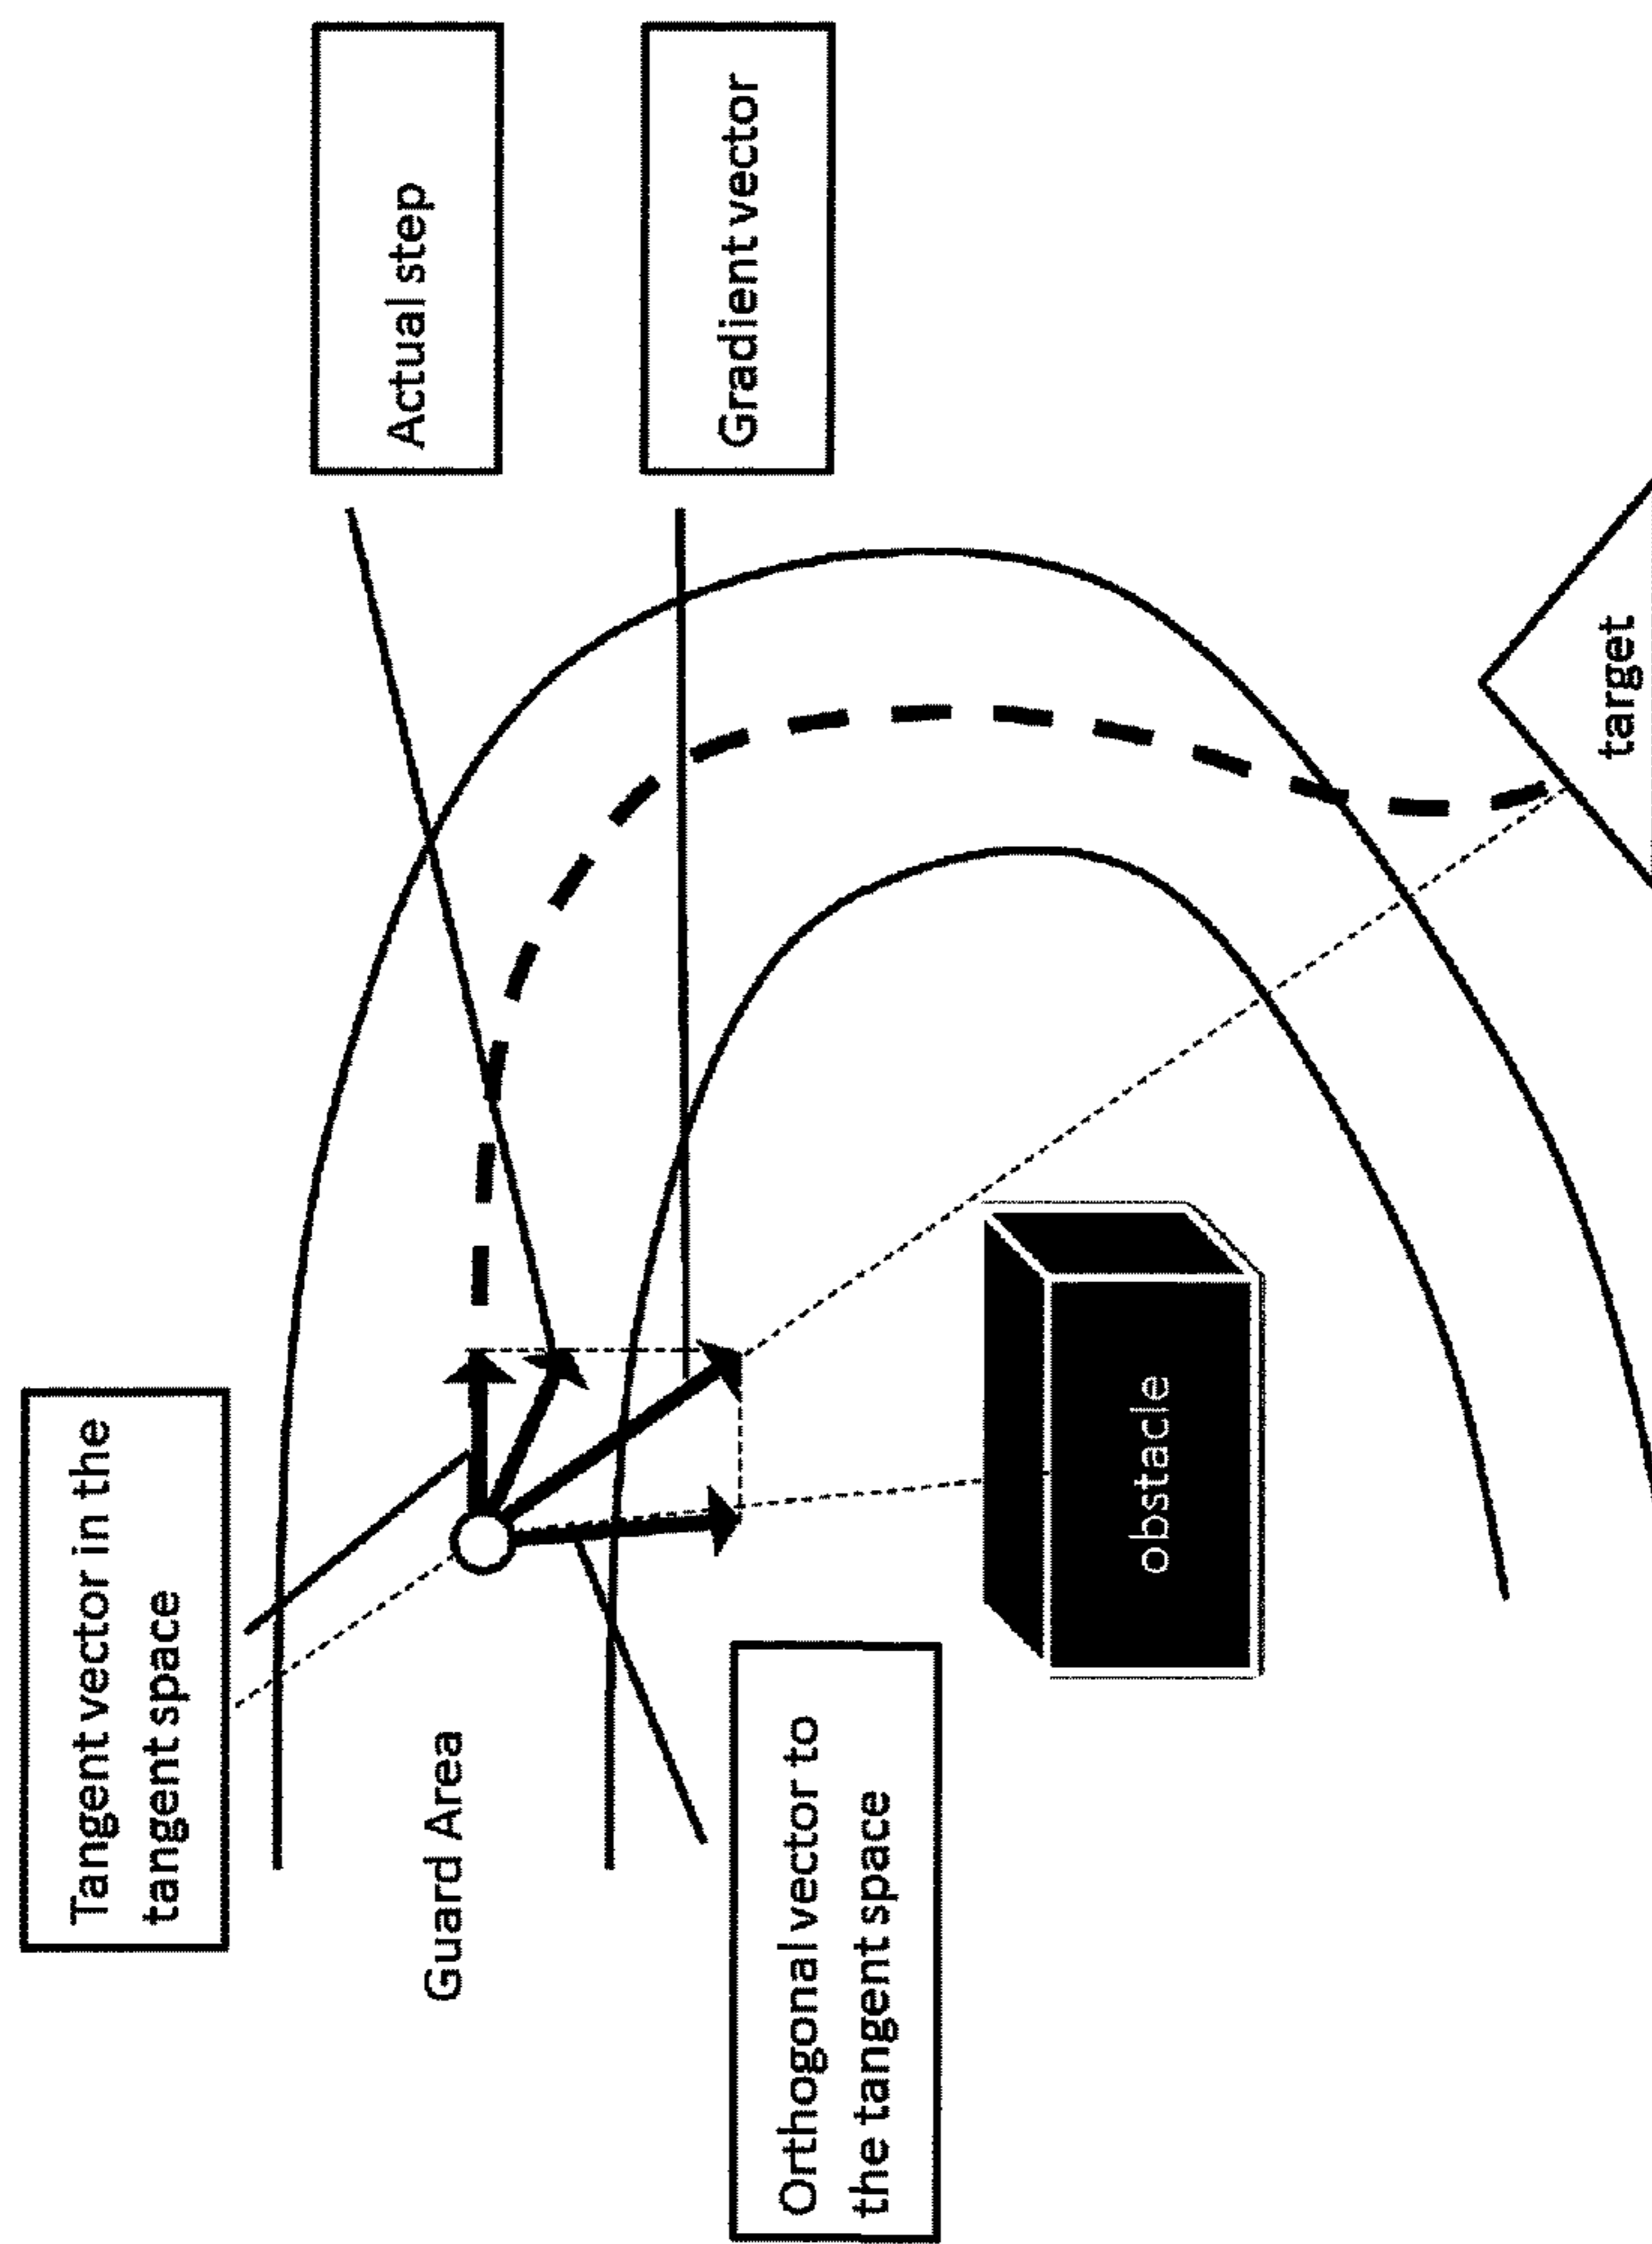 Tangent vector in the
tangent space
Guard Area
Orthogonal vector to
the tangent space
Actual step
Gradient vector
obstacle
target